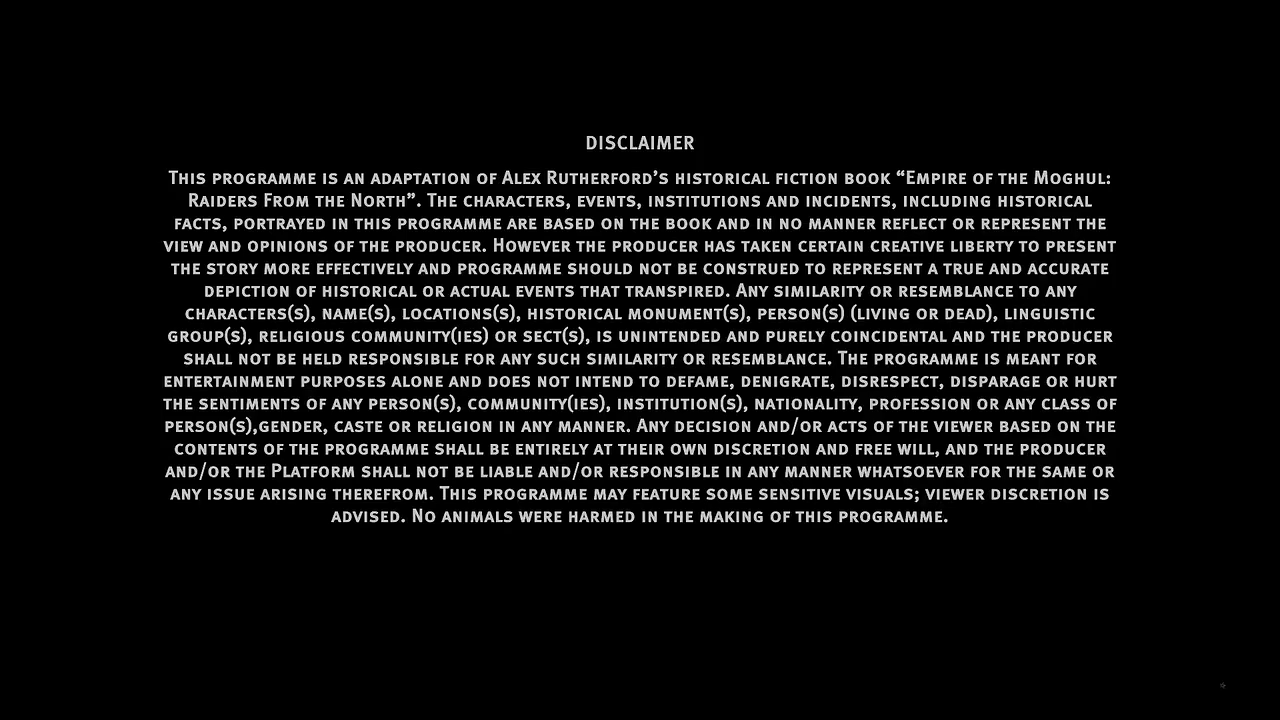 DISCLAIMER
THIS PROGRAMME IS AN ADAPTATION OF ALEX RUTHERFORD'S HISTORICAL FICTION BOOK “EMPIRE OF THE MOGHUL:
RAIDERS FROM THE NORTH”. THE CHARACTERS, EVENTS, INSTITUTIONS AND INCIDENTS, INCLUDING HISTORICAL
FACTS, PORTRAYED IN THIS PROGRAMME ARE BASED ON THE BOOK AND IN NO MANNER REFLECT OR REPRESENT THE
VIEW AND OPINIONS OF THE PRODUCER. HOWEVER THE PRODUCER HAS TAKEN CERTAIN CREATIVE LIBERTY TO PRESENT
THE STORY MORE EFFECTIVELY AND PROGRAMME SHOULD NOT BE CONSTRUED TO REPRESENT A TRUE AND ACCURATE
DEPICTION OF HISTORICAL OR ACTUAL EVENTS THAT TRANSPIRED. ANY SIMILARITY OR RESEMBLANCE TO ANY
CHARACTERS(S), NAME(S), LOCATIONS(S), HISTORICAL MONUMENT(S), PERSON(S) (LIVING OR DEAD), LINGUISTIC
GROUP(S), RELIGIOUS COMMUNITY(IES) OR SECT(S), IS UNINTENDED AND PURELY COINCIDENTAL AND THE PRODUCER
SHALL NOT BE HELD RESPONSIBLE FOR ANY SUCH SIMILARITY OR RESEMBLANCE. THE PROGRAMME IS MEANT FOR
ENTERTAINMENT PURPOSES ALONE AND DOES NOT INTEND TO DEFAME, DENIGRATE, DISRESPECT, DISPARAGE OR HURT
THE SENTIMENTS OF ANY PERSON(S), COMMUNITY(IES), INSTITUTION(S), NATIONALITY, PROFESSION OR ANY CLASS OF
PERSON(S),GENDER, CASTE OR RELIGION IN ANY MANNER. ANY DECISION AND/OR ACTS OF THE VIEWER BASED ON THE
CONTENTS OF THE PROGRAMME SHALL BE ENTIRELY AT THEIR OWN DISCRETION AND FREE WILL, AND THE PRODUCER
AND/OR THE PLATFORM SHALL NOT BE LIABLE AND/OR RESPONSIBLE IN ANY MANNER WHATSOEVER FOR THE SAME OR
ANY ISSUE ARISING THEREFROM. THIS PROGRAMME MAY FEATURE SOME SENSITIVE VISUALS; VIEWER DISCRETION IS
ADVISED. NO ANIMALS WERE HARMED IN THE MAKING OF THIS PROGRAMME.